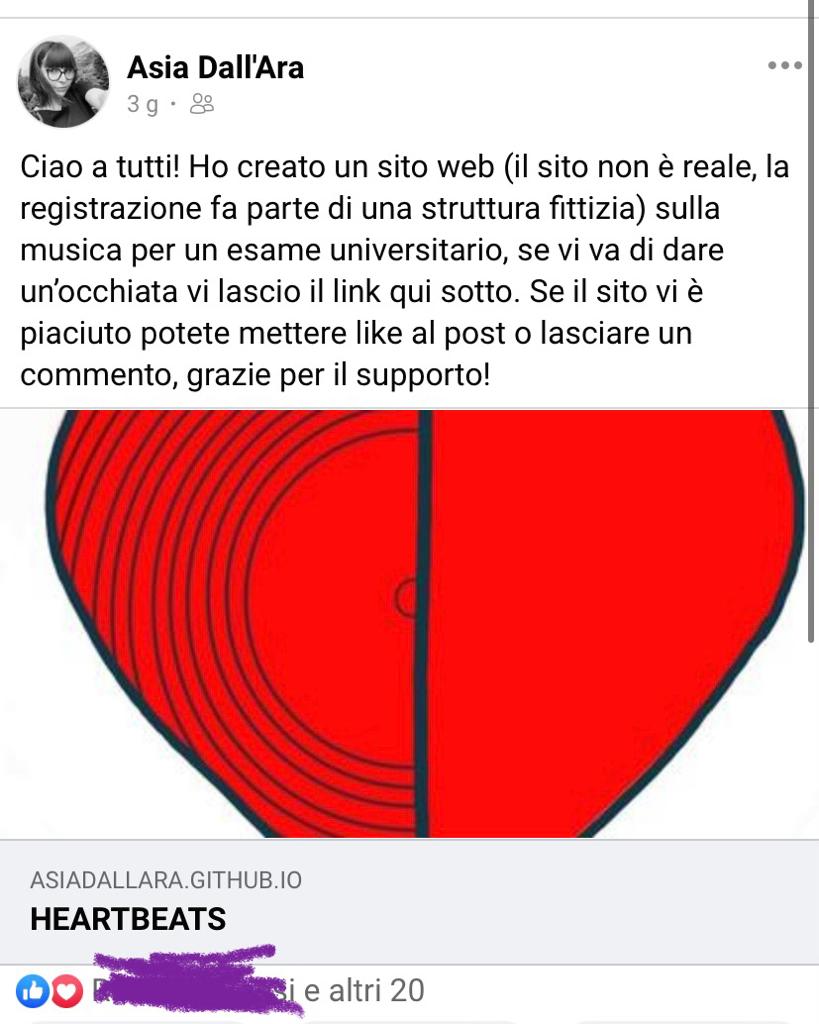 Asia Dall'Ara
3 g ·
Ciao a tutti! Ho creato un sito web (il sito non è reale, la
registrazione fa parte di una struttura fittizia) sulla
musica per un esame universitario, se vi va di dare
un’occhiata vi lascio il link qui sotto. Se il sito vi è
piaciuto potete mettere like al post o lasciare un
commento, grazie per il supporto!
ASIADALLARA.GITHUB.IO
HEARTBEATS
e altri 20